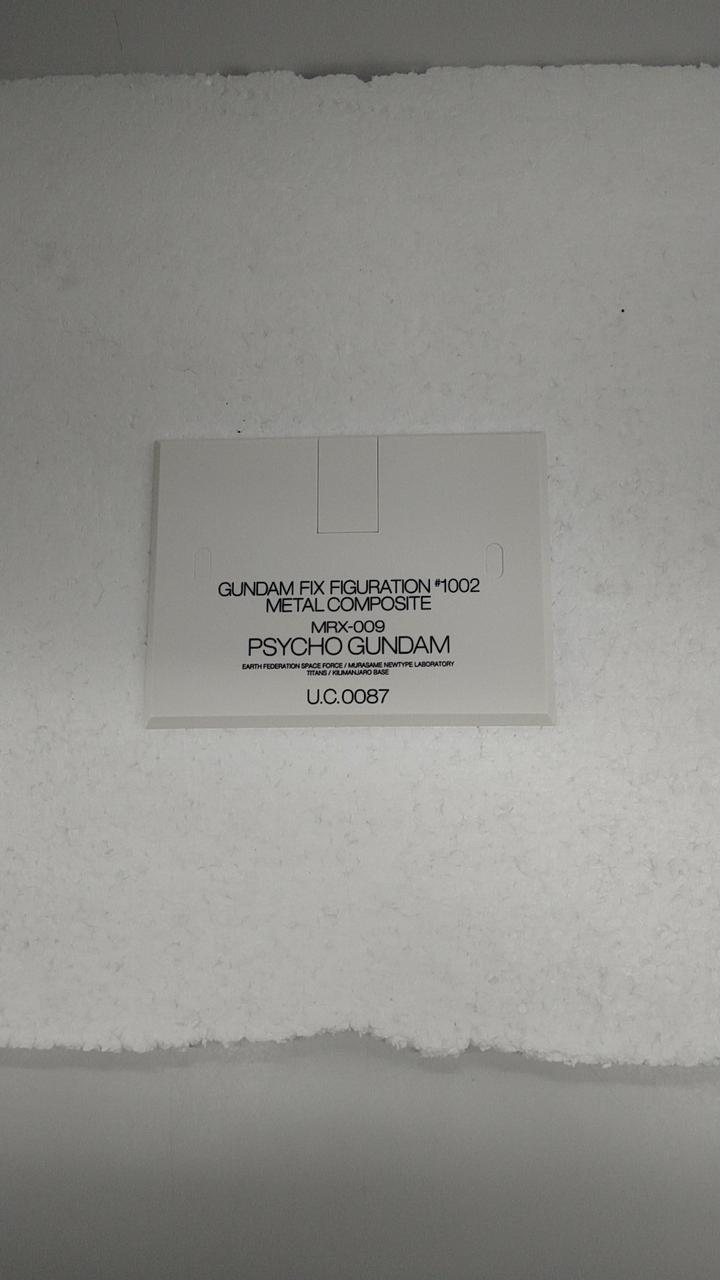 GUNDAM FIX FIGURATION #1002
METAL COMPOSITE
MRX-009
PSYCHO GUNDAM
EARTH FEDERATION SPACE FORCE / MURASAME NEWTYPE LABORATORY
TITANS / KILIMANJARO BASE
U.C.0087